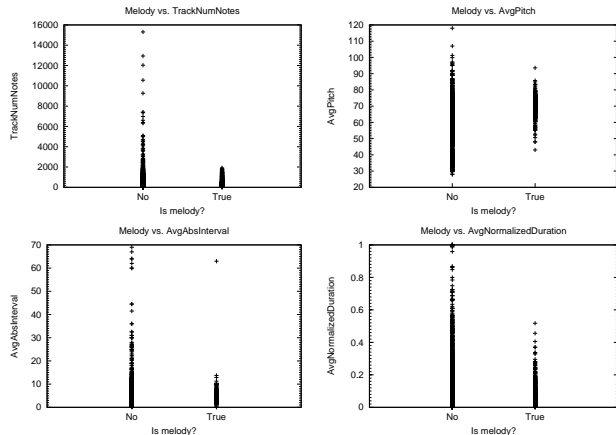 Melody vs. TrackNumNotes
16000
14000
12000
10000
8000
6000
4000
2000
0
TrackNumNotes
No True
Is melody?
Melody vs. AvgPitch
120
110
100
90
80
70
60
50
40
30
20
AvgPitch
No True
Is melody?
Melody vs. AvgAbsInterval
70
60
50
40
30
20
10
0
AvgAbsInterval
No True
Is melody?
Melody vs. AvgNormalizedDuration
1
0.8
0.6
0.4
0.2
0
AvgNormalizedDuration
No True
Is melody?